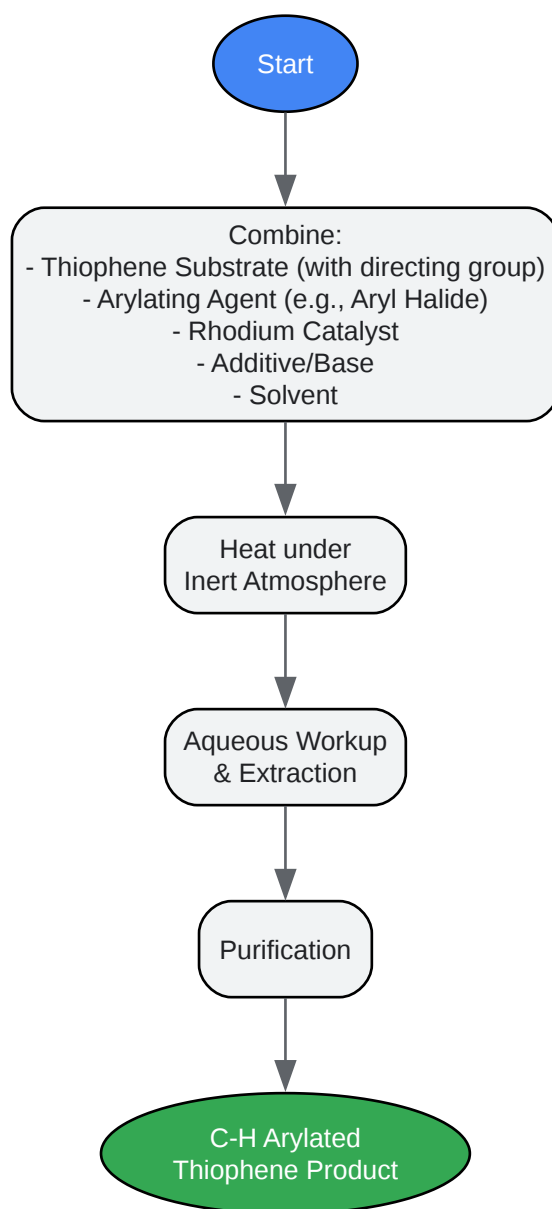 Start
Combine:
- Thiophene Substrate (with directing group)
- Arylating Agent (e.g., Aryl Halide)
- Rhodium Catalyst
- Additive/Base
- Solvent
Heat under
Inert Atmosphere
Aqueous Workup
& Extraction
Purification
C-H Arylated
Thiophene Product